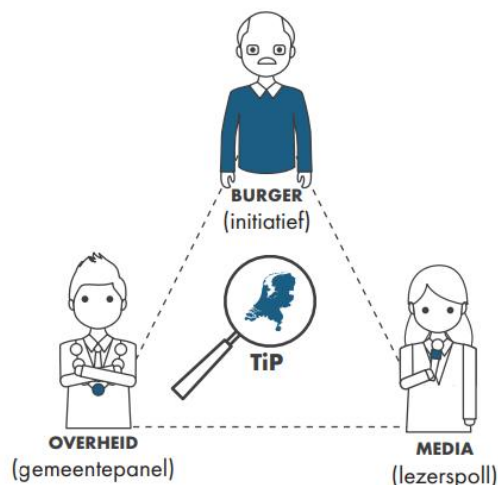 BURGER
(initiatief)
TiP
OVERHEID
(gemeentepanel)
MEDIA
(lezerspoll)